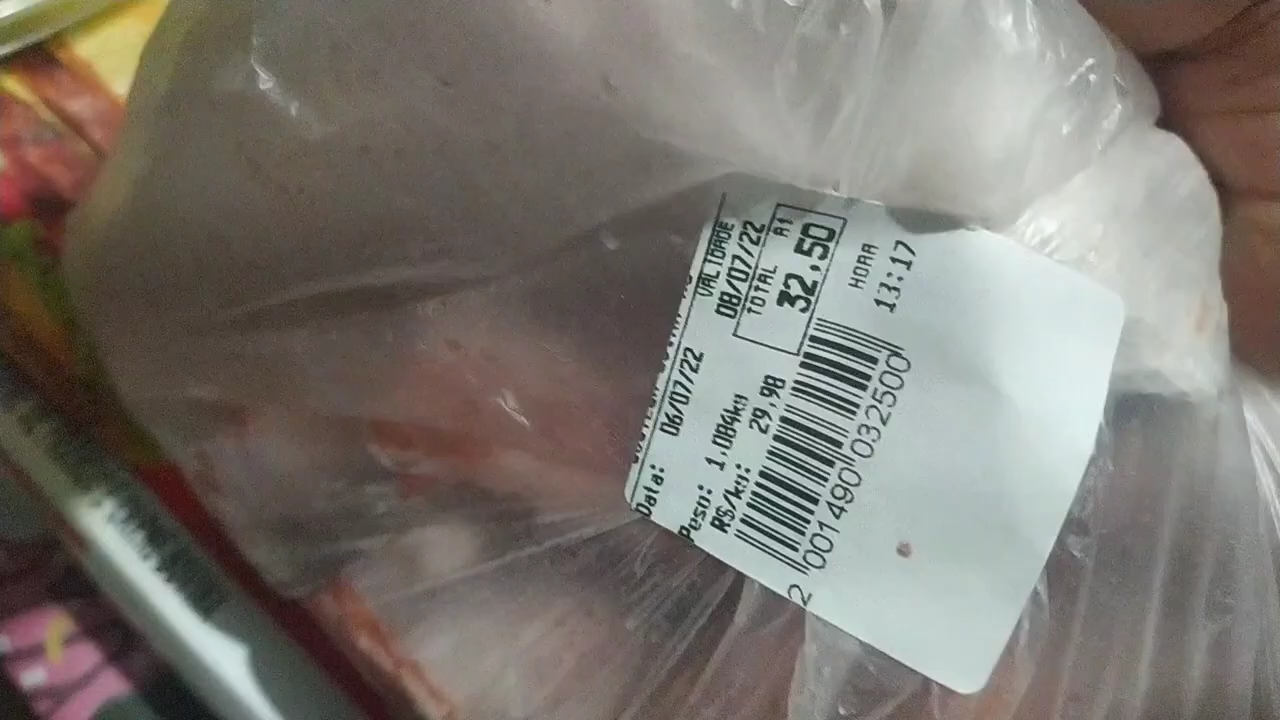 VALIDADE
Data: 06/07/22 08/07/22
Peso: 1.084kg TOTAL A1
R$/kg: 29,98 32,50
HORA
13:17
2 001490 032500